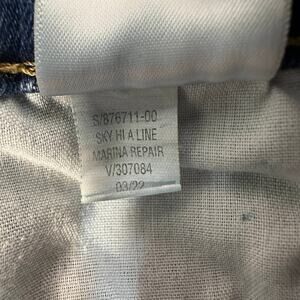 S/876711-00
SKY HI A LINE
MARINA REPAIR
V/307084
03/22